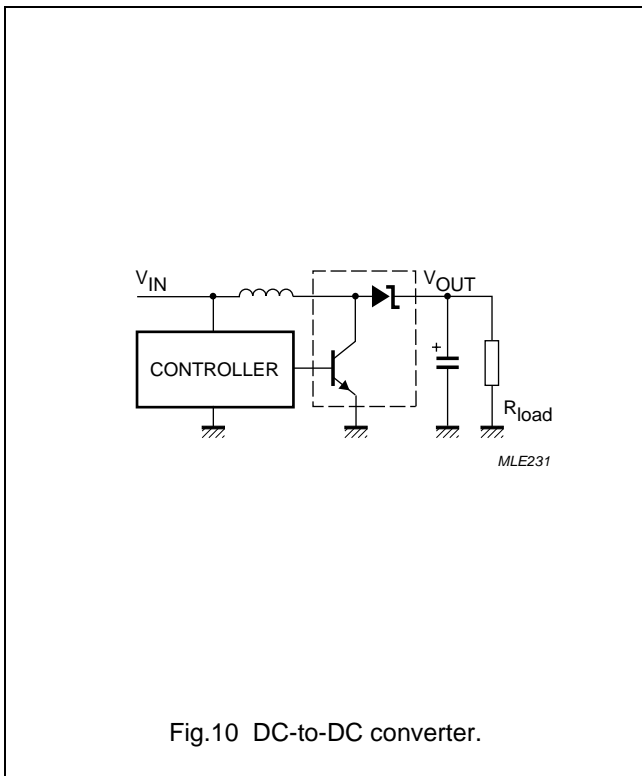 VIN
VOUT
CONTROLLER
+
Rload
MLE231
Fig.10 DC-to-DC converter.